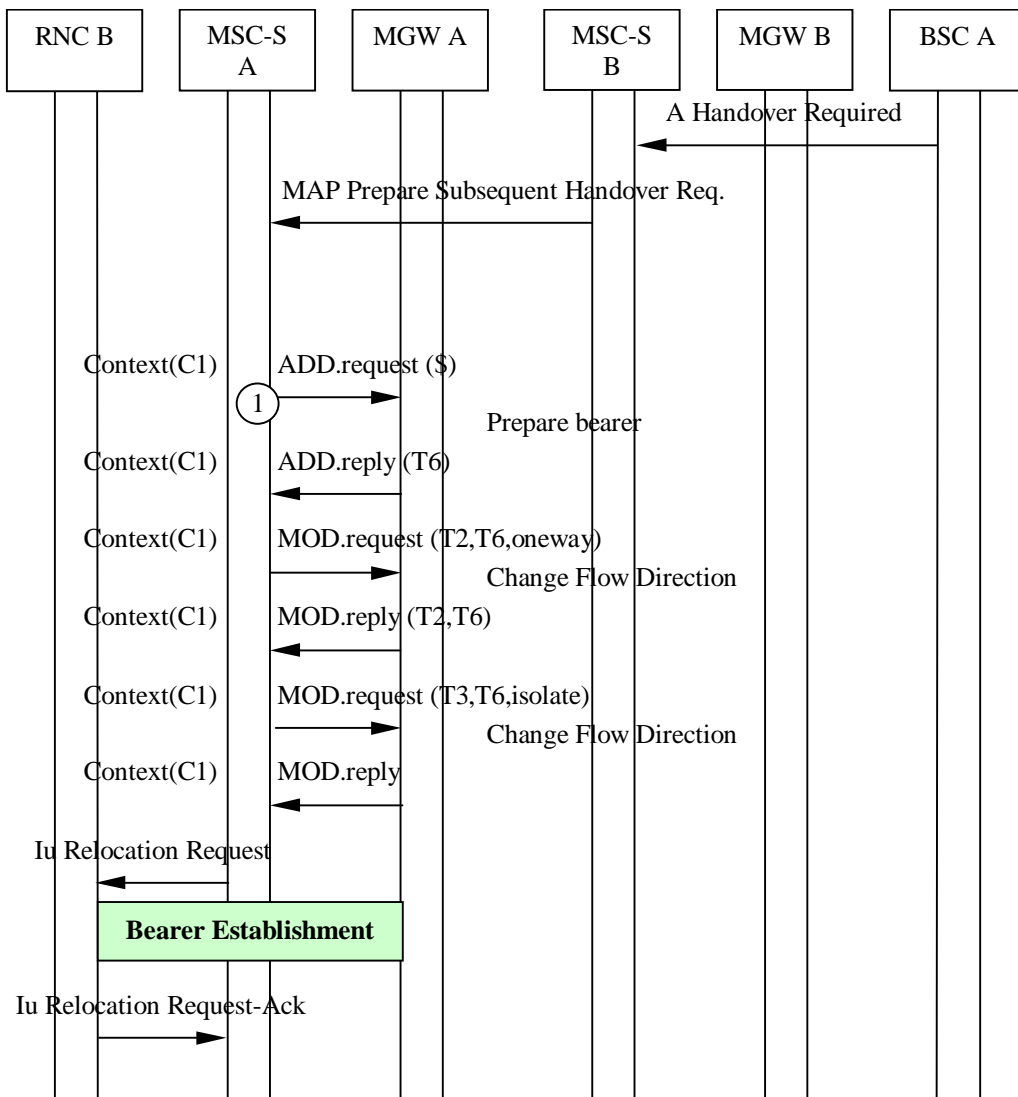 RNC B
MSC-S
A
MGW A
MSC-S
B
MGW B
BSC A
A Handover Required
MAP Prepare Subsequent Handover Req.
Context(C1) ADD.request ($)
1
Prepare bearer
Context(C1) ADD.reply (T6)
Context(C1) MOD.request (T2,T6,oneway)
Change Flow Direction
Context(C1) MOD.reply (T2,T6)
Context(C1) MOD.request (T3,T6,isolate)
Change Flow Direction
Context(C1) MOD.reply
Iu Relocation Request
Bearer Establishment
Iu Relocation Request-Ack